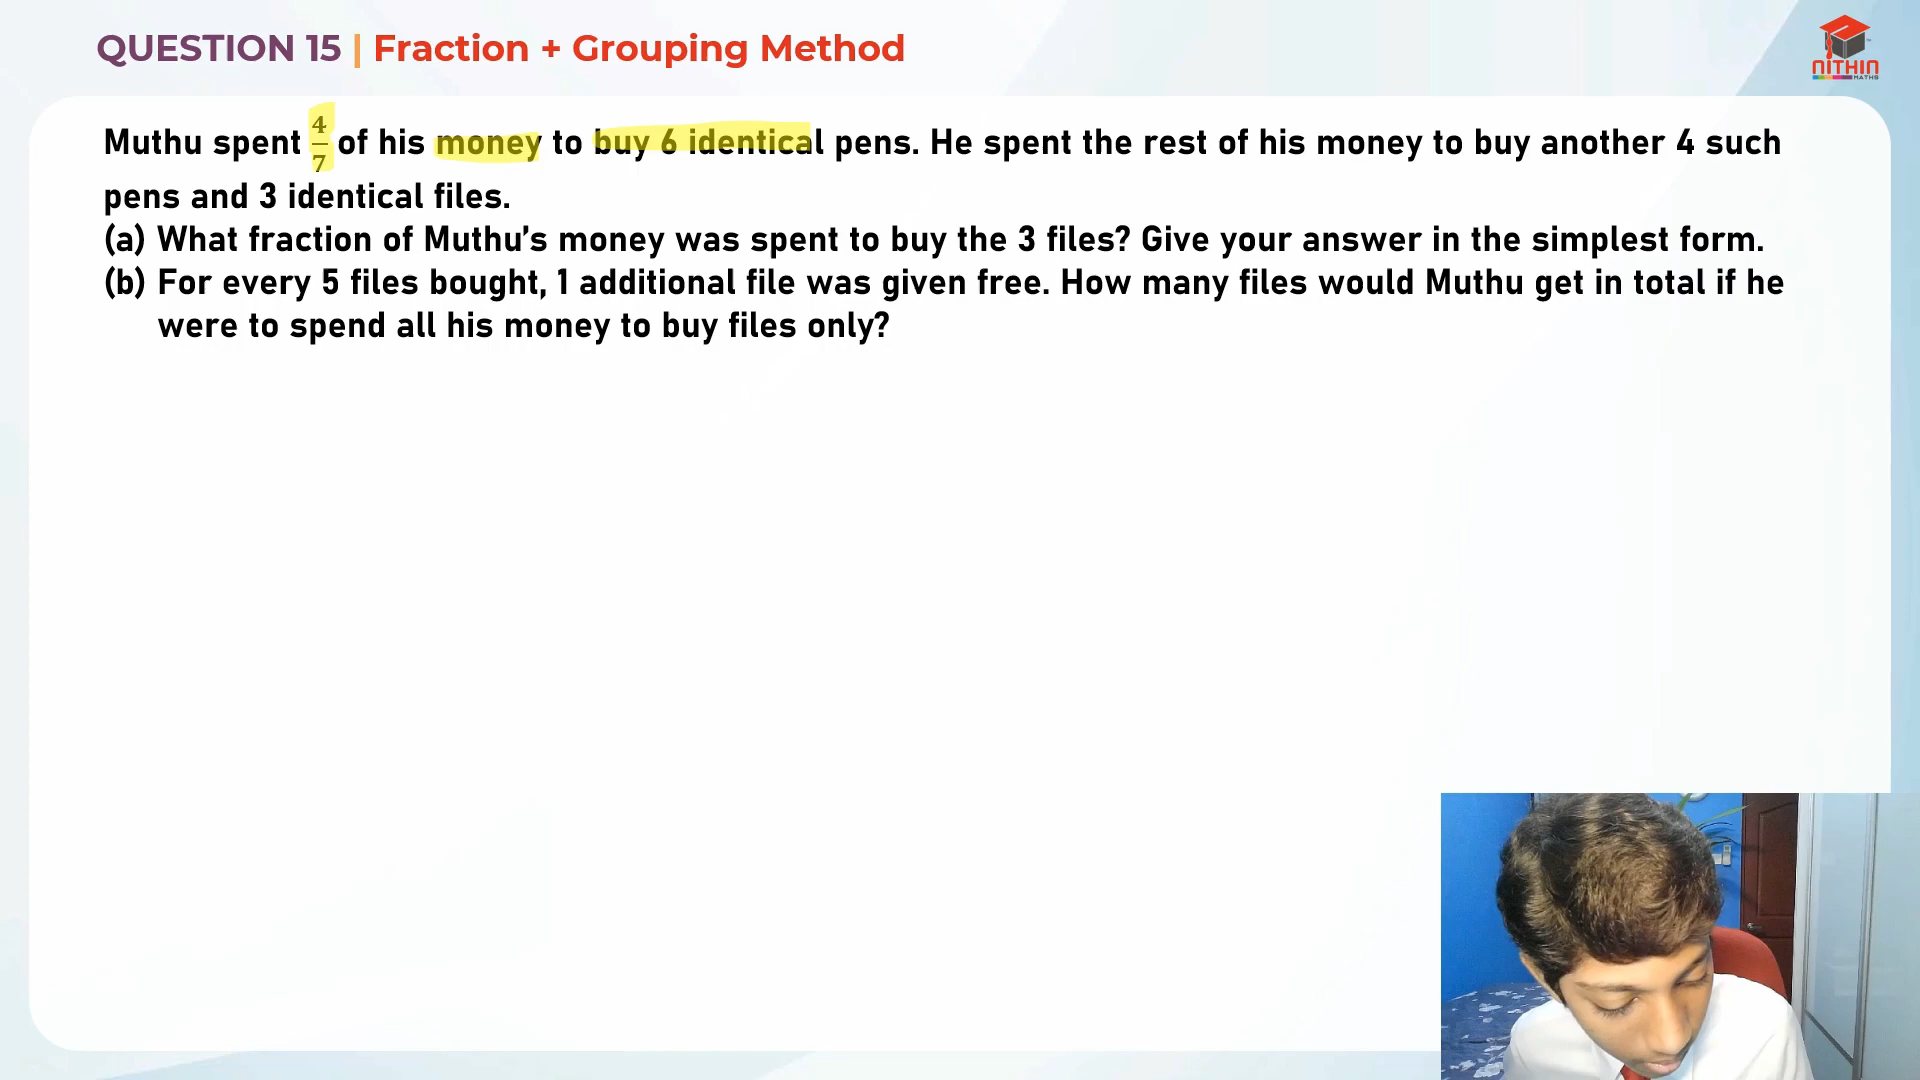 QUESTION 15 | Fraction + Grouping Method
NITHIN
MATHS
Muthu spent 4/7 of his money to buy 6 identical pens. He spent the rest of his money to buy another 4 such
pens and 3 identical files.
(a) What fraction of Muthu’s money was spent to buy the 3 files? Give your answer in the simplest form.
(b) For every 5 files bought, 1 additional file was given free. How many files would Muthu get in total if he
were to spend all his money to buy files only?